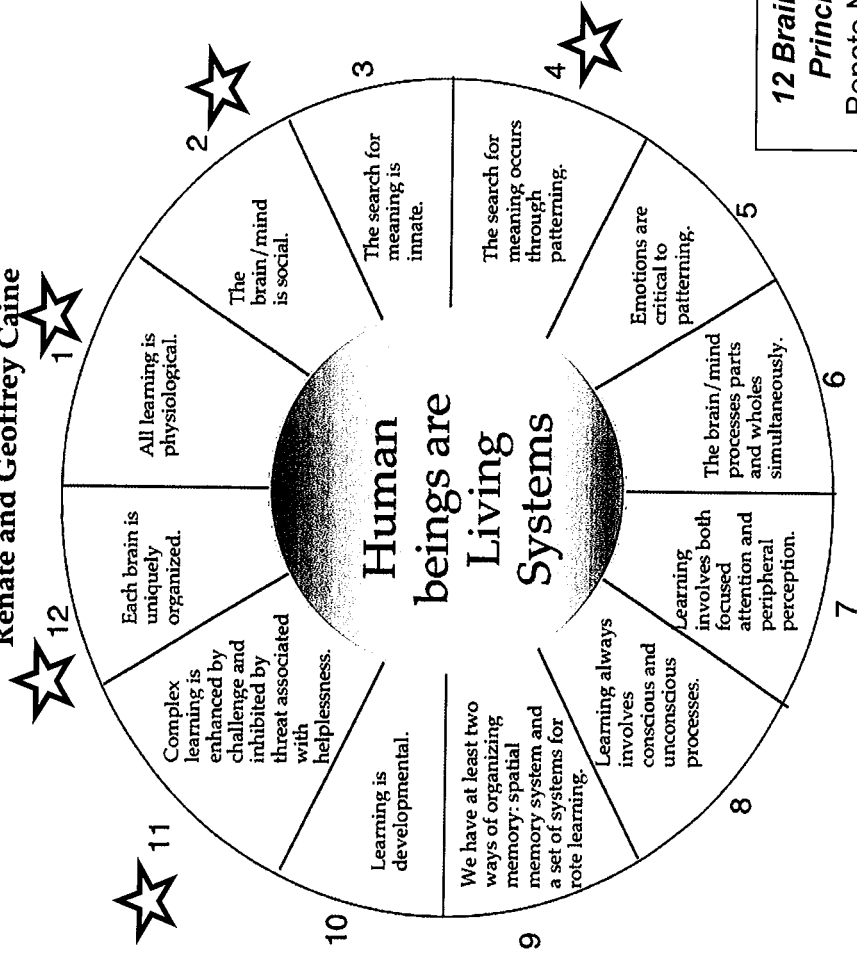 Renate and Geoffrey Caine
1
All learning is
physiological.
2
The
brain/mind
is social.
3
The search for
meaning is
innate.
4
The search for
meaning occurs
through
patterning.
5
Emotions are
critical to
patterning.
6
The brain/mind
processes parts
and wholes
simultaneously.
7
Learning
involves both
focused
attention and
peripheral
perception.
8
Learning always
involves
conscious and
unconscious
processes.
9
We have at least two
ways of organizing
memory: spatial
memory system and
a set of systems for
rote learning.
10
Learning is
developmental.
11
Complex
learning is
enhanced by
challenge and
inhibited by
threat associated
with
helplessness.
12
Each brain is
uniquely
organized.
Human
beings are
Living
Systems
12 Brain
Princi
Renate